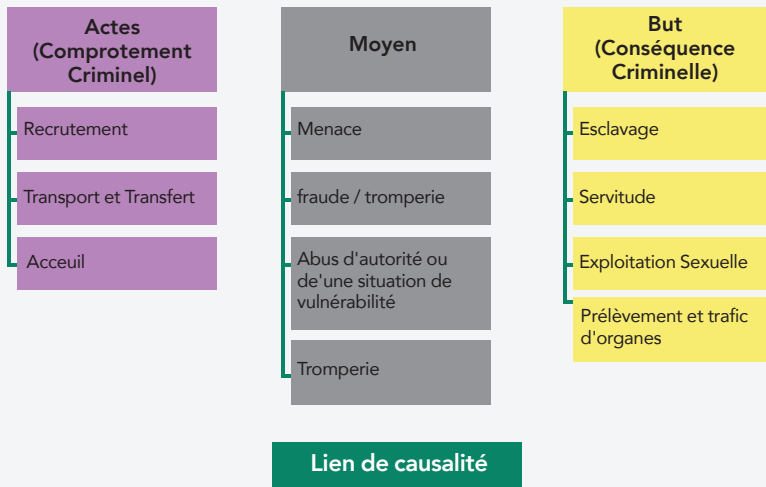 Actes
(Comprotement
Criminel)
Recrutement
Transport et Transfert
Acceuil
Moyen
Menace
fraude / tromperie
Abus d'autorité ou
de'une situation de
vulnérabilité
Tromperie
But
(Conséquence
Criminelle)
Esclavage
Servitude
Exploitation Sexuelle
Prélèvement et trafic
d'organes
Lien de causalité